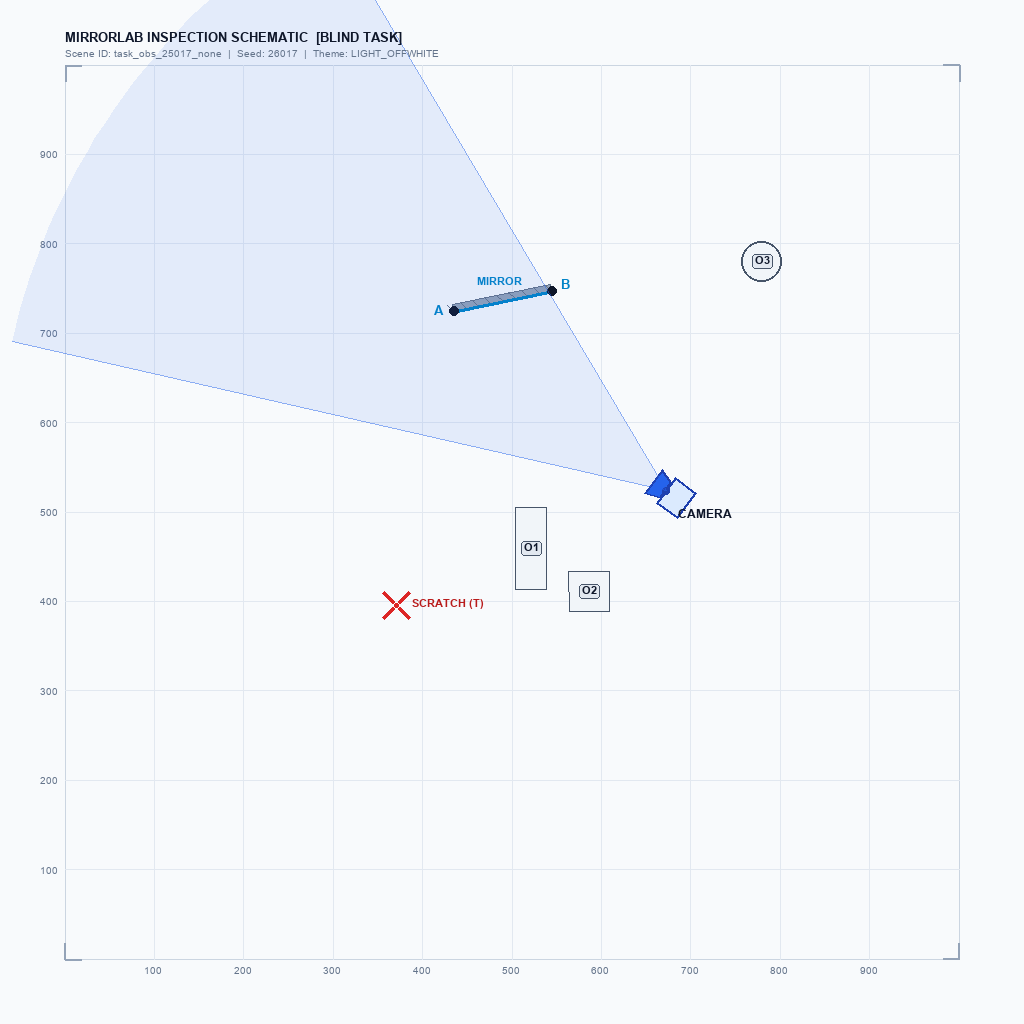 MIRRORLAB INSPECTION SCHEMATIC [BLIND TASK]
Scene ID: task_obs_25017_none | Seed: 26017 | Theme: LIGHT_OFFWHITE
900
800
700
600
500
400
300
200
100
MIRROR
A
B
O3
CAMERA
O1
O2
SCRATCH (T)
100 200 300 400 500 600 700 800 900